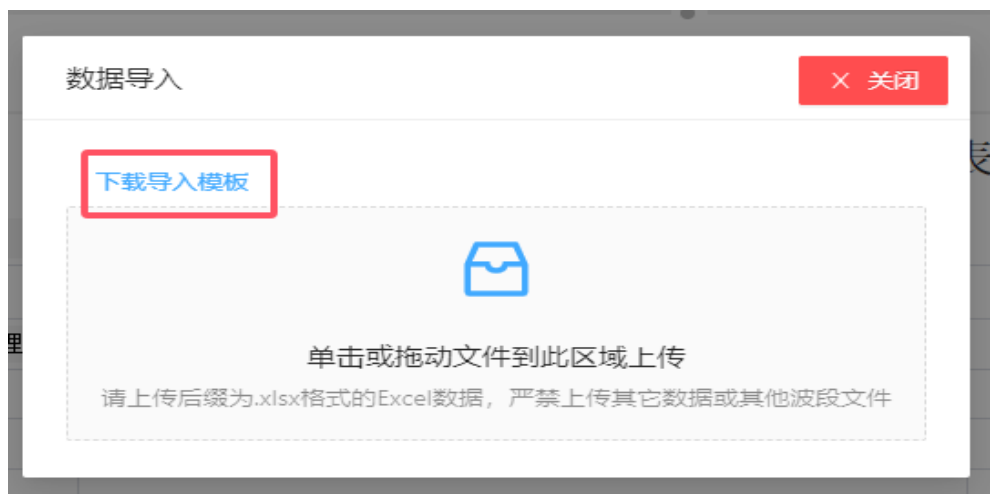 数据导入
× 关闭
表
下载导入模板
理
单击或拖动文件到此区域上传
请上传后缀为.xlsx格式的Excel数据，严禁上传其它数据或其他波段文件